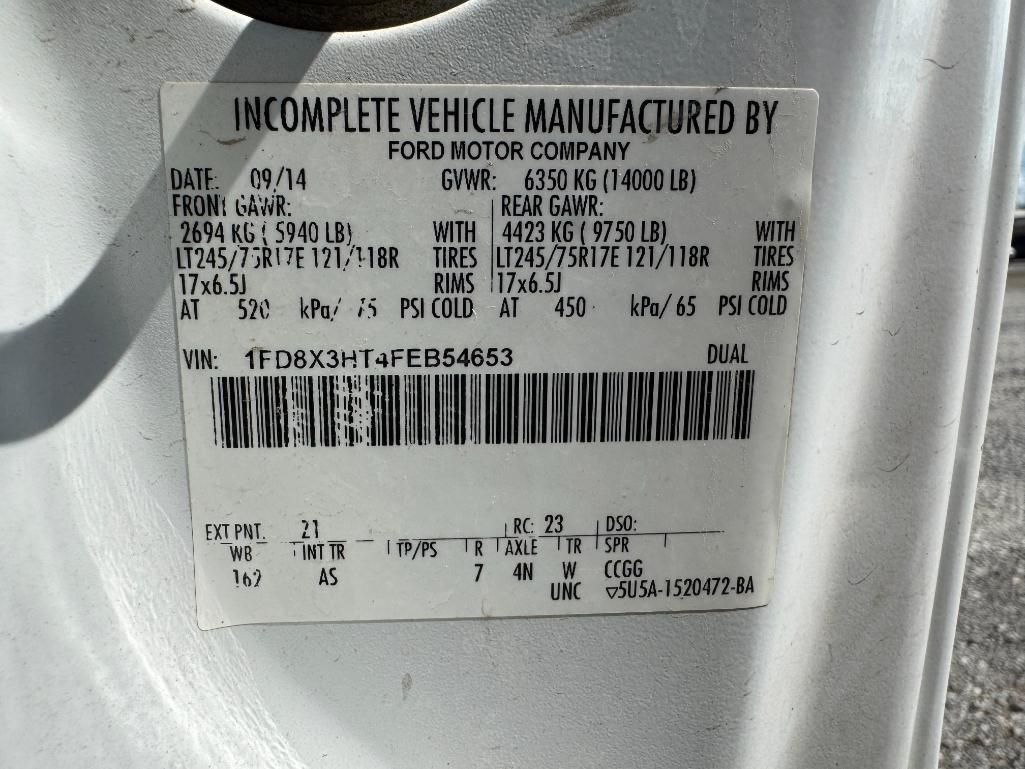 INCOMPLETE VEHICLE MANUFACTURED BY
FORD MOTOR COMPANY
DATE: 09/14 GVWR: 6350 KG (14000 LB)
FRONT GAWR: REAR GAWR:
2694 KG ( 5940 LB) WITH 4423 KG ( 9750 LB) WITH
LT245/75R17E 121/118R TIRES LT245/75R17E 121/118R TIRES
17x6.5J RIMS 17x6.5J RIMS
AT 520 kPa/ 75 PSI COLD AT 450 kPa/ 65 PSI COLD
VIN: 1FD8X3HT4FEB54653 DUAL
EXT PNT. 21 RC: 23 DSO:
WB INT TR TP/PS R AXLE TR SPR
162 AS 7 4N W CCGG
UNC ▽5U5A-1520472-BA